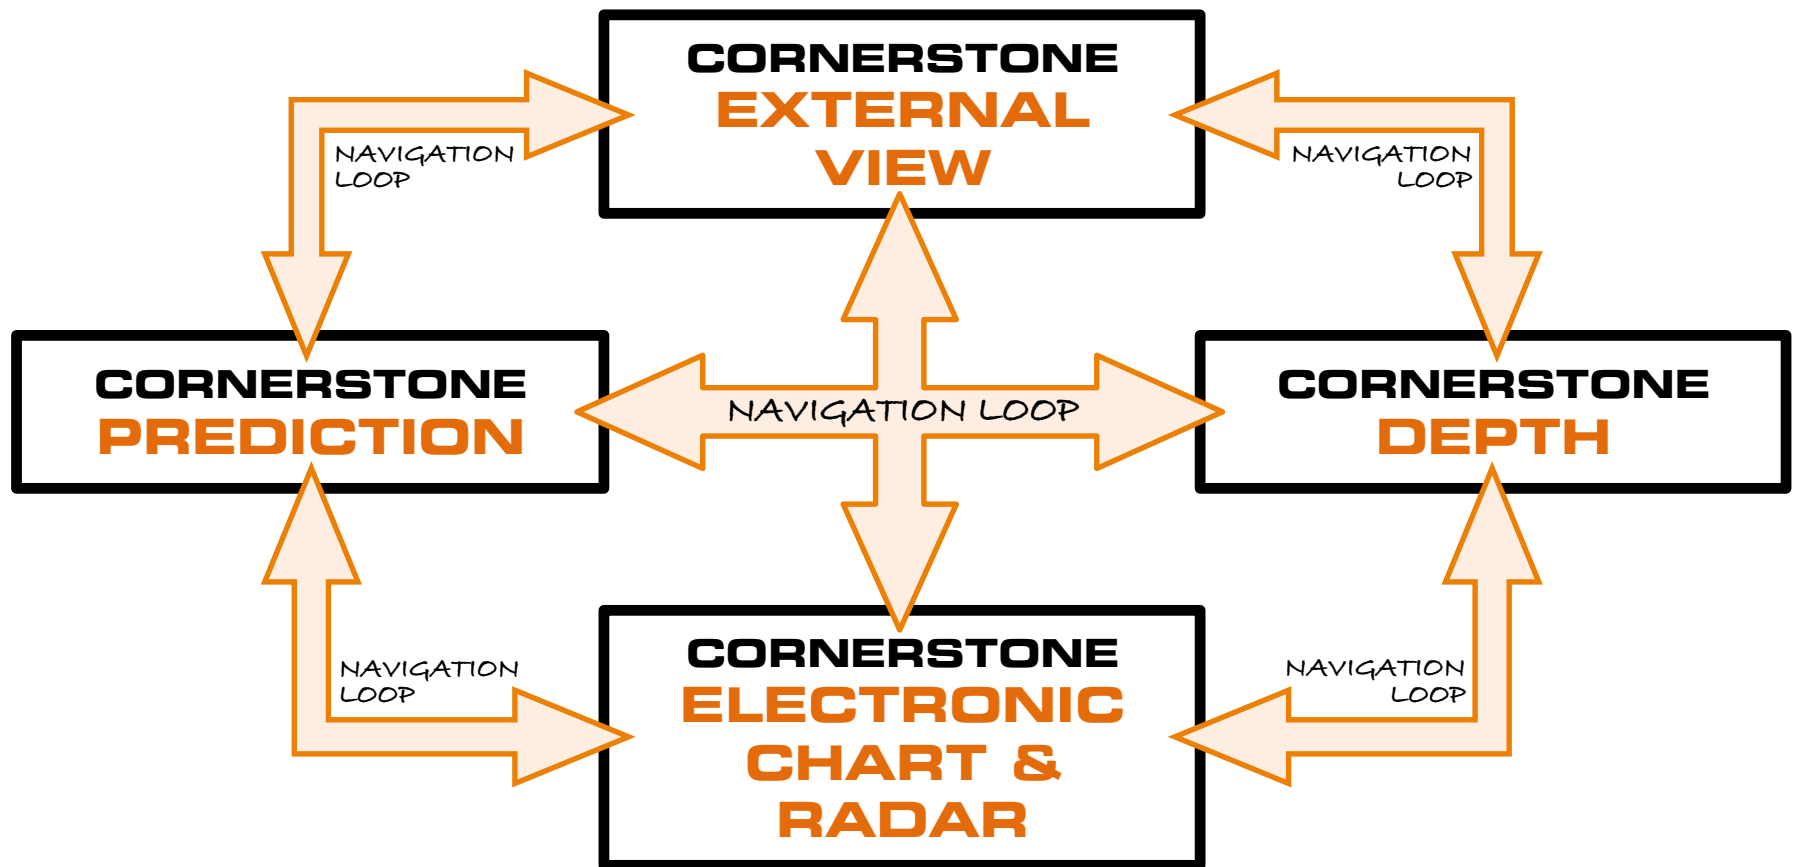 CORNERSTONE
EXTERNAL
VIEW
NAVIGATION
LOOP
NAVIGATION
LOOP
CORNERSTONE
PREDICTION
NAVIGATION LOOP
CORNERSTONE
DEPTH
NAVIGATION
LOOP
CORNERSTONE
ELECTRONIC
CHART &
RADAR
NAVIGATION
LOOP